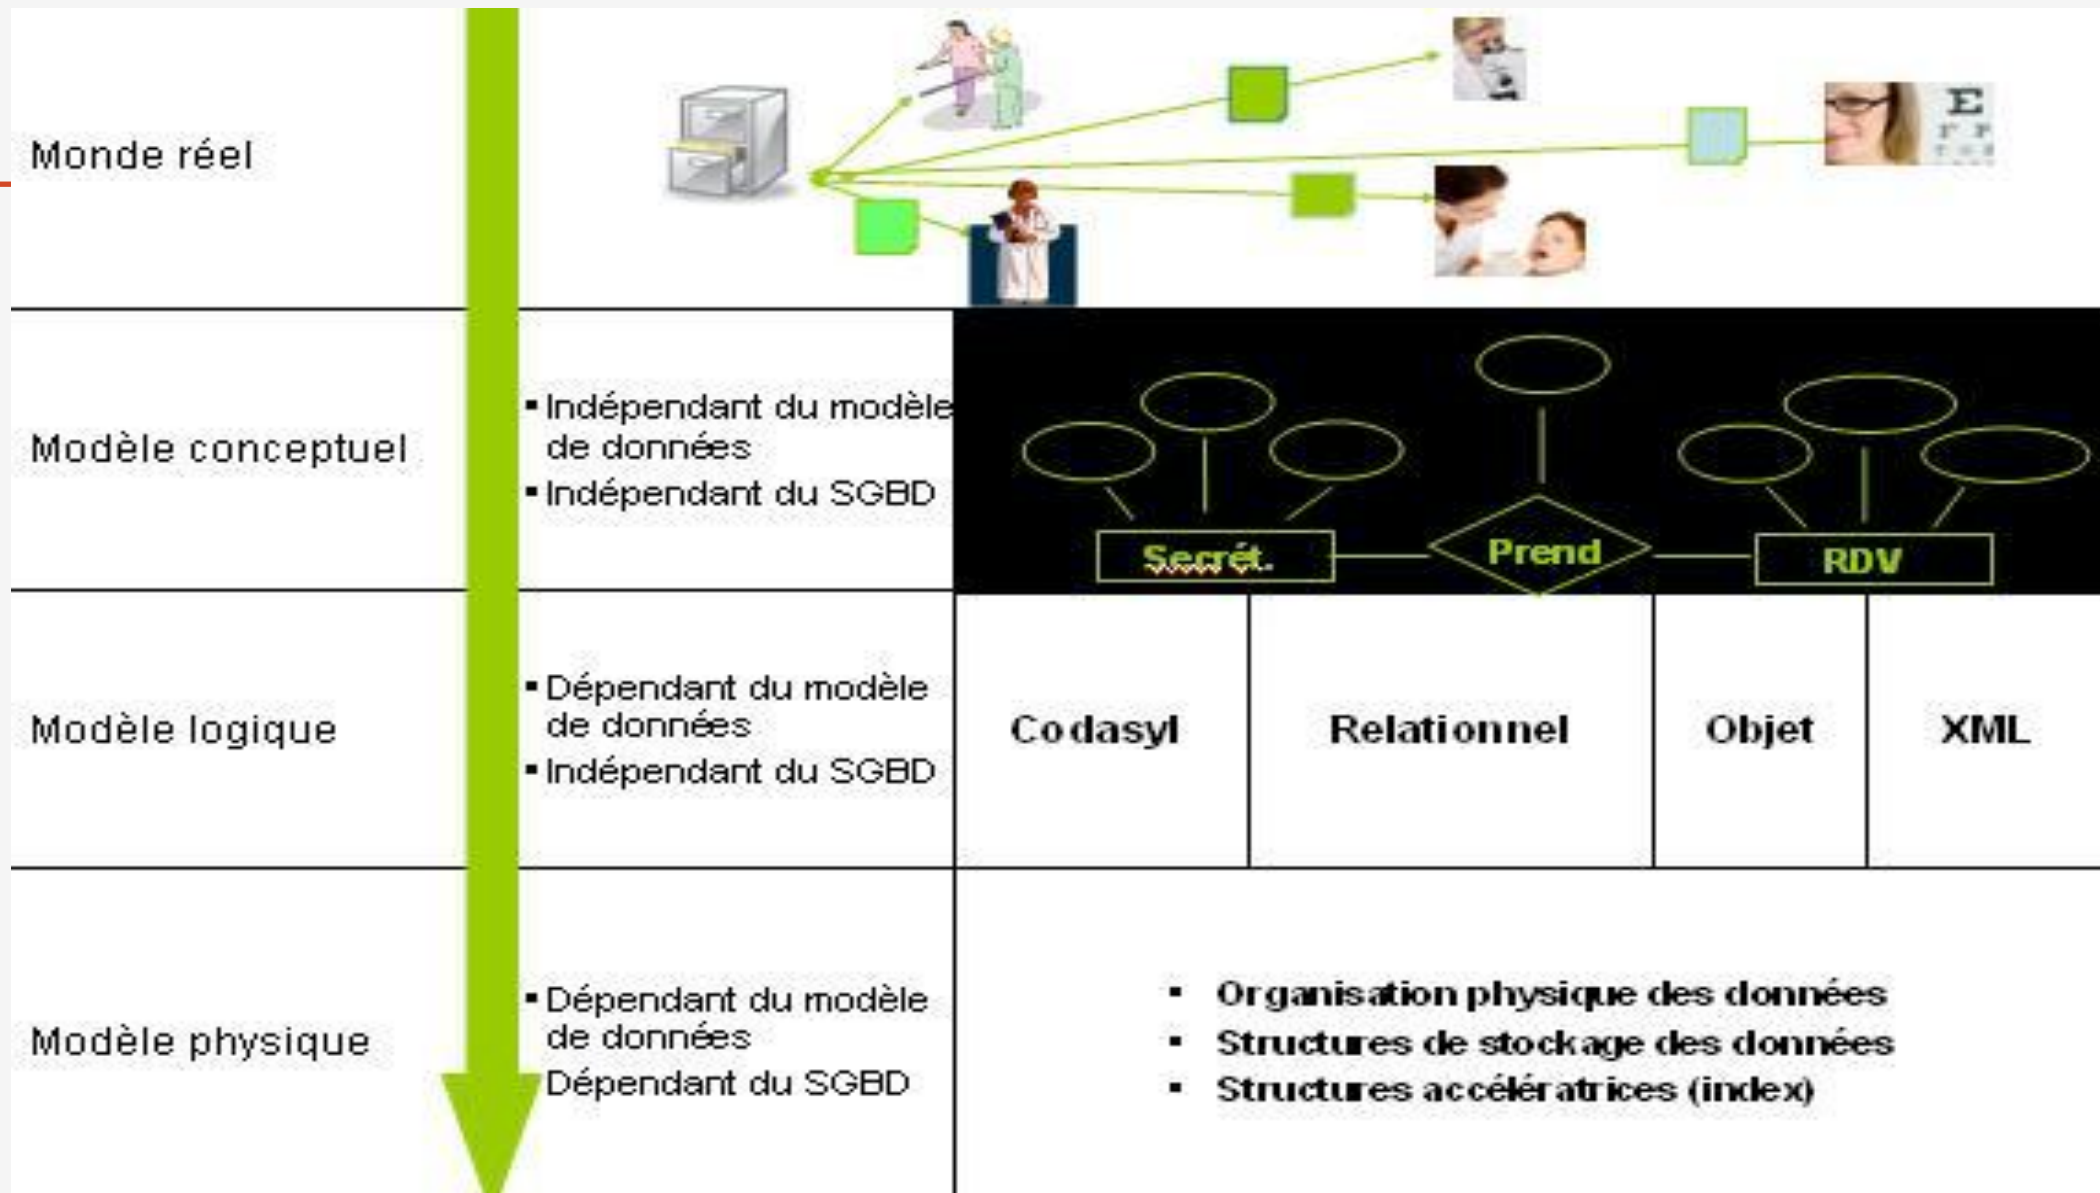 E
F P
Monde réel
Modèle conceptuel
▪ Indépendant du modèle
de données
▪ Indépendant du SGBD
Secrét.
Prend
RDV
Modèle logique
▪ Dépendant du modèle
de données
▪ Indépendant du SGBD
Codasyl
Relationnel
Objet
XML
Modèle physique
▪ Dépendant du modèle
de données
Dépendant du SGBD
▪ Organisation physique des données
▪ Structures de stockage des données
▪ Structures accélératrices (index)